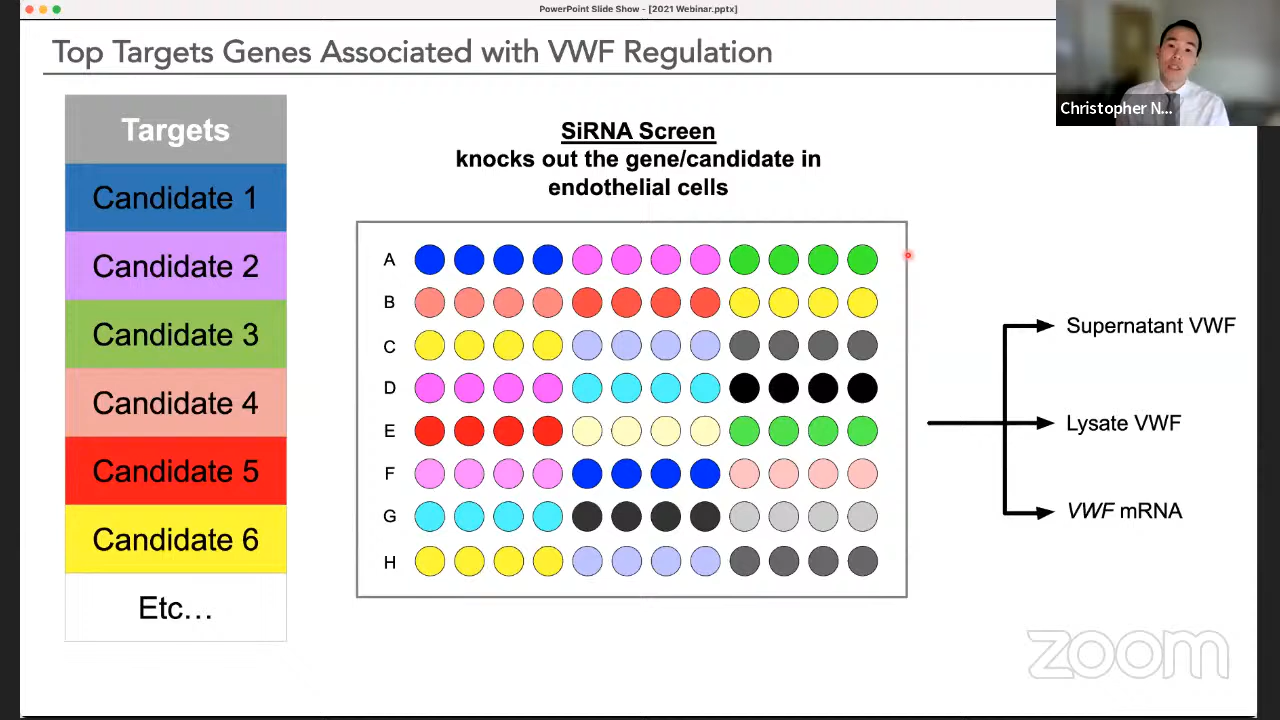 PowerPoint Slide Show - [2021 Webinar.pptx]
Top Targets Genes Associated with VWF Regulation
Christopher N...
Targets
Candidate 1
Candidate 2
Candidate 3
Candidate 4
Candidate 5
Candidate 6
Etc...
SiRNA Screen
knocks out the gene/candidate in
endothelial cells
A
B
C
D
E
F
G
H
Supernatant VWF
Lysate VWF
VWF mRNA
zoom